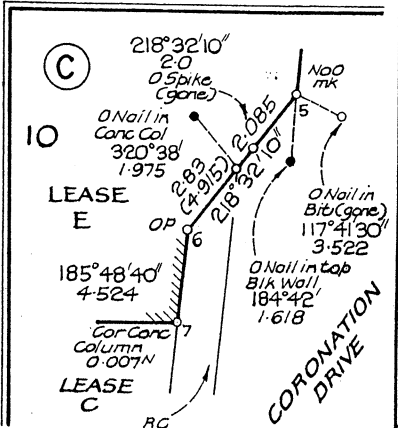 C
218°32'10"
2.0
O Spike
(gone)
O Nail in
Conc Col
320°38'
1.975
No O
mk
5
10
2.085
2.83
(4.915)
218°32'10"
LEASE
E
OP
6
O Nail in
Bit (gone)
117°41'30"
3.522
185°48'40"
4.524
O Nail in top
Blk Wall
184°42'
1.618
Cor Conc
Column
0.007N
7
LEASE
C
RC
CORONATION
DRIVE